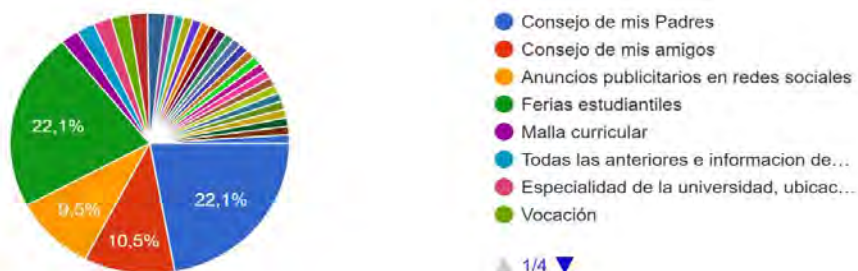 22,1%
9,5%
10,5%
22,1%
Consejo de mis Padres
Consejo de mis amigos
Anuncios publicitarios en redes sociales
Ferias estudiantiles
Malla curricular
Todas las anteriores e informacion de...
Especialidad de la universidad, ubicac...
Vocación
1/4